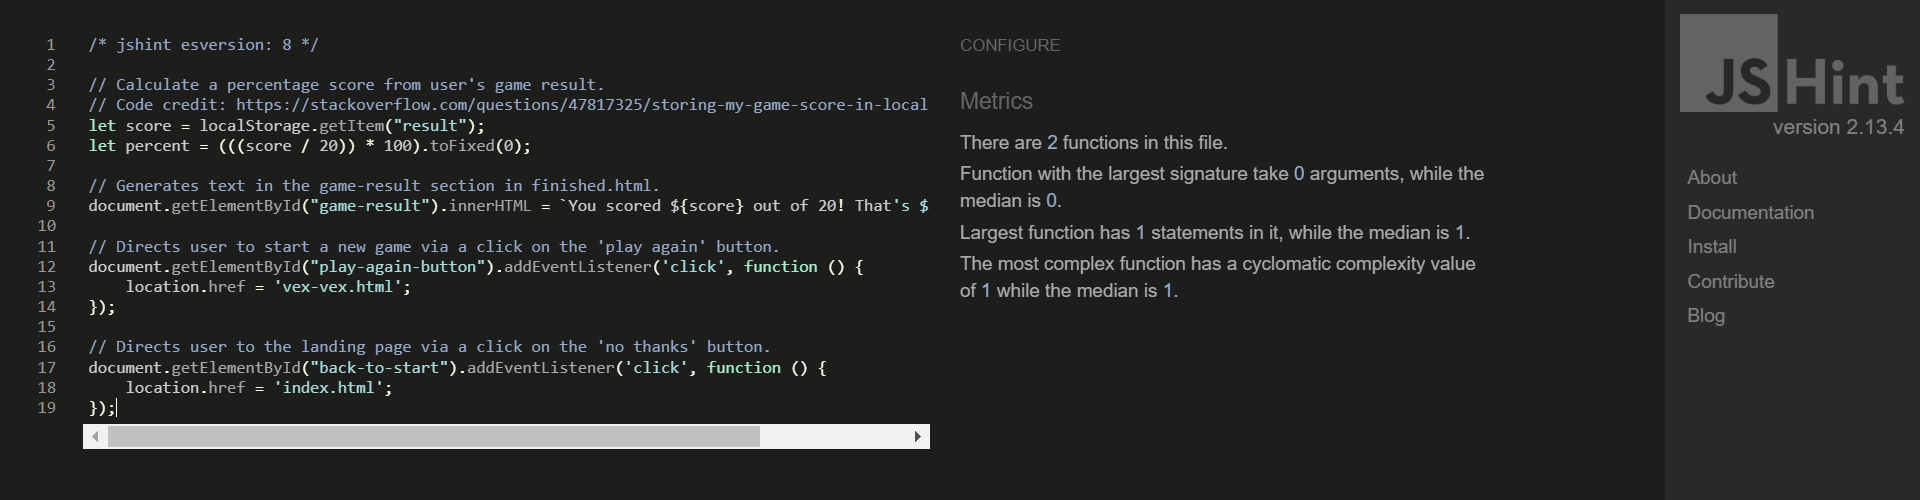 1 /* jshint esversion: 8 */
2
3 // Calculate a percentage score from user's game result.
4 // Code credit: https://stackoverflow.com/questions/47817325/storing-my-game-score-in-local
5 let score = localStorage.getItem("result");
6 let percent = (((score / 20)) * 100).toFixed(0);
7
8 // Generates text in the game-result section in finished.html.
9 document.getElementById("game-result").innerHTML = `You scored ${score} out of 20! That's $
10
11 // Directs user to start a new game via a click on the 'play again' button.
12 document.getElementById("play-again-button").addEventListener('click', function () {
13     location.href = 'vex-vex.html';
14 });
15
16 // Directs user to the landing page via a click on the 'no thanks' button.
17 document.getElementById("back-to-start").addEventListener('click', function () {
18     location.href = 'index.html';
19 });
CONFIGURE
Metrics
There are 2 functions in this file.
Function with the largest signature take 0 arguments, while the
median is 0.
Largest function has 1 statements in it, while the median is 1.
The most complex function has a cyclomatic complexity value
of 1 while the median is 1.
JSHint
version 2.13.4
About
Documentation
Install
Contribute
Blog